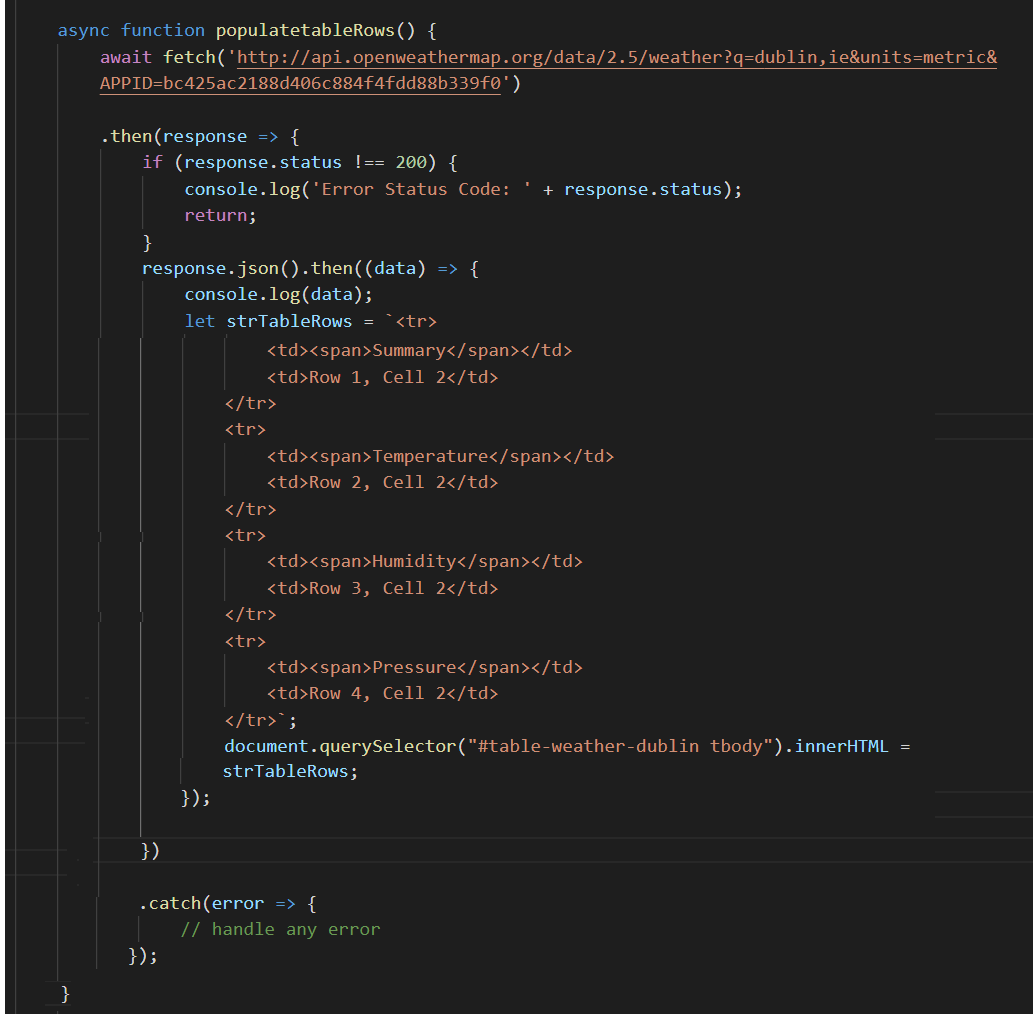 async function populatetableRows() {
await fetch('http://api.openweathermap.org/data/2.5/weather?q=dublin,ie&units=metric&
APPID=bc425ac2188d406c884f4fdd88b339f0')
.then(response => {
if (response.status !== 200) {
console.log('Error Status Code: ' + response.status);
return;
}
response.json().then((data) => {
console.log(data);
let strTableRows = `<tr>
<td><span>Summary</span></td>
<td>Row 1, Cell 2</td>
</tr>
<tr>
<td><span>Temperature</span></td>
<td>Row 2, Cell 2</td>
</tr>
<tr>
<td><span>Humidity</span></td>
<td>Row 3, Cell 2</td>
</tr>
<tr>
<td><span>Pressure</span></td>
<td>Row 4, Cell 2</td>
</tr>`;
document.querySelector("#table-weather-dublin tbody").innerHTML =
strTableRows;
});
})
.catch(error => {
// handle any error
});
}